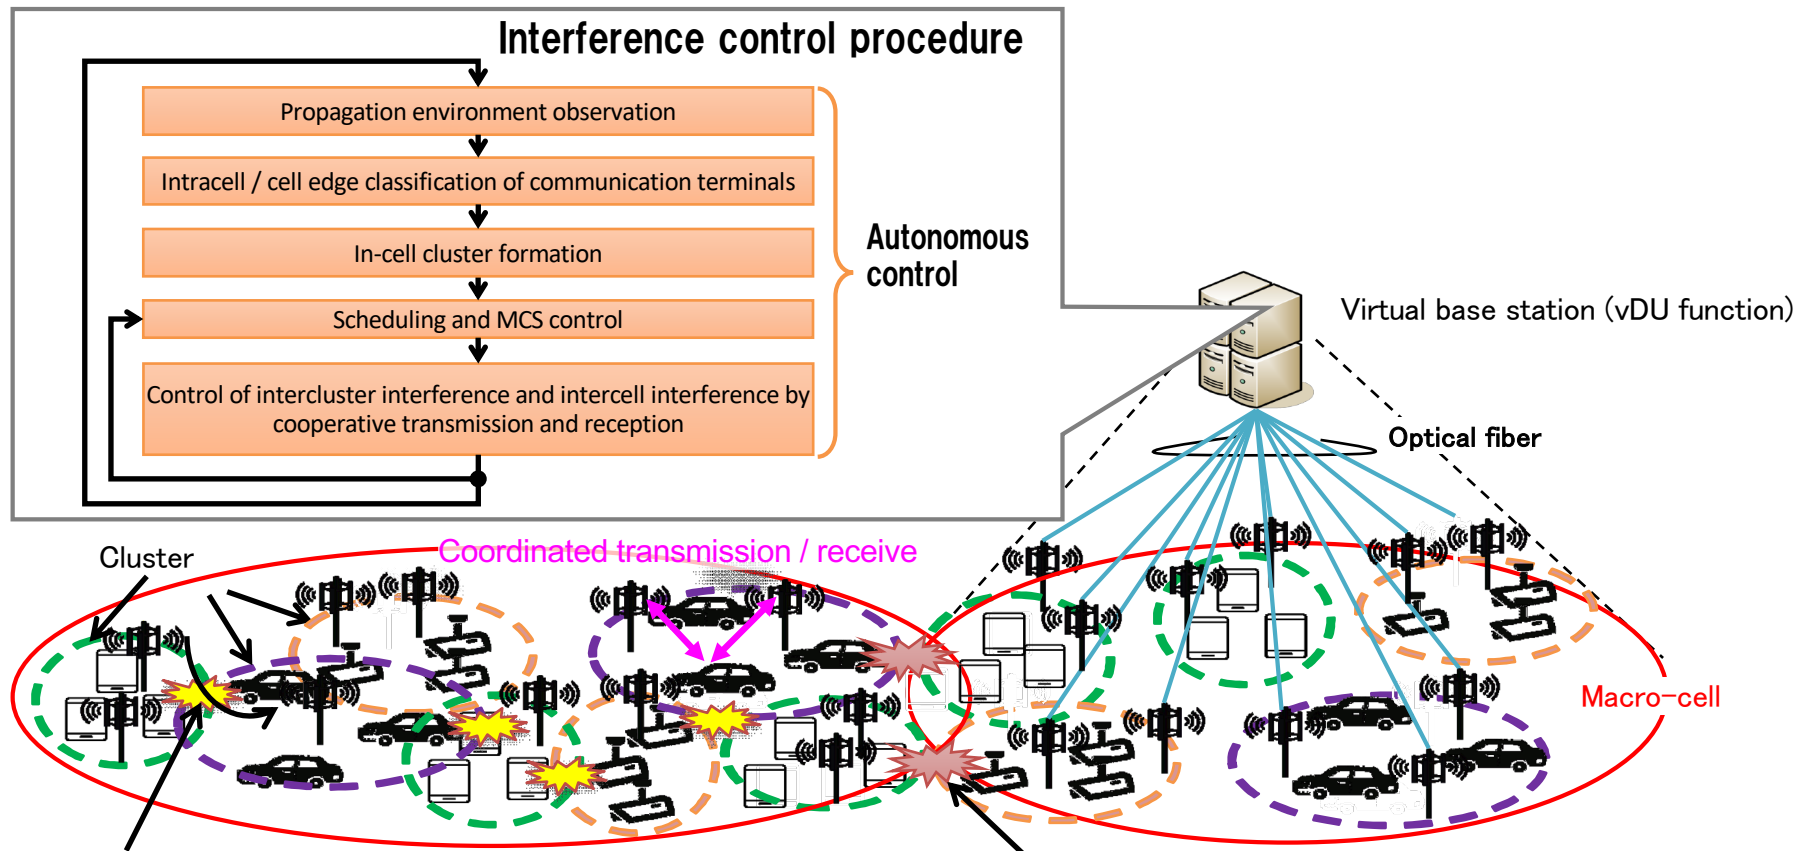 Interference control procedure
Propagation environment observation
Intracell / cell edge classification of communication terminals
In-cell cluster formation
Scheduling and MCS control
Control of intercluster interference and intercell interference by
cooperative transmission and reception
Autonomous
control
Virtual base station (vDU function)
Optical fiber
Coordinated transmission / receive
Cluster
Macro-cell